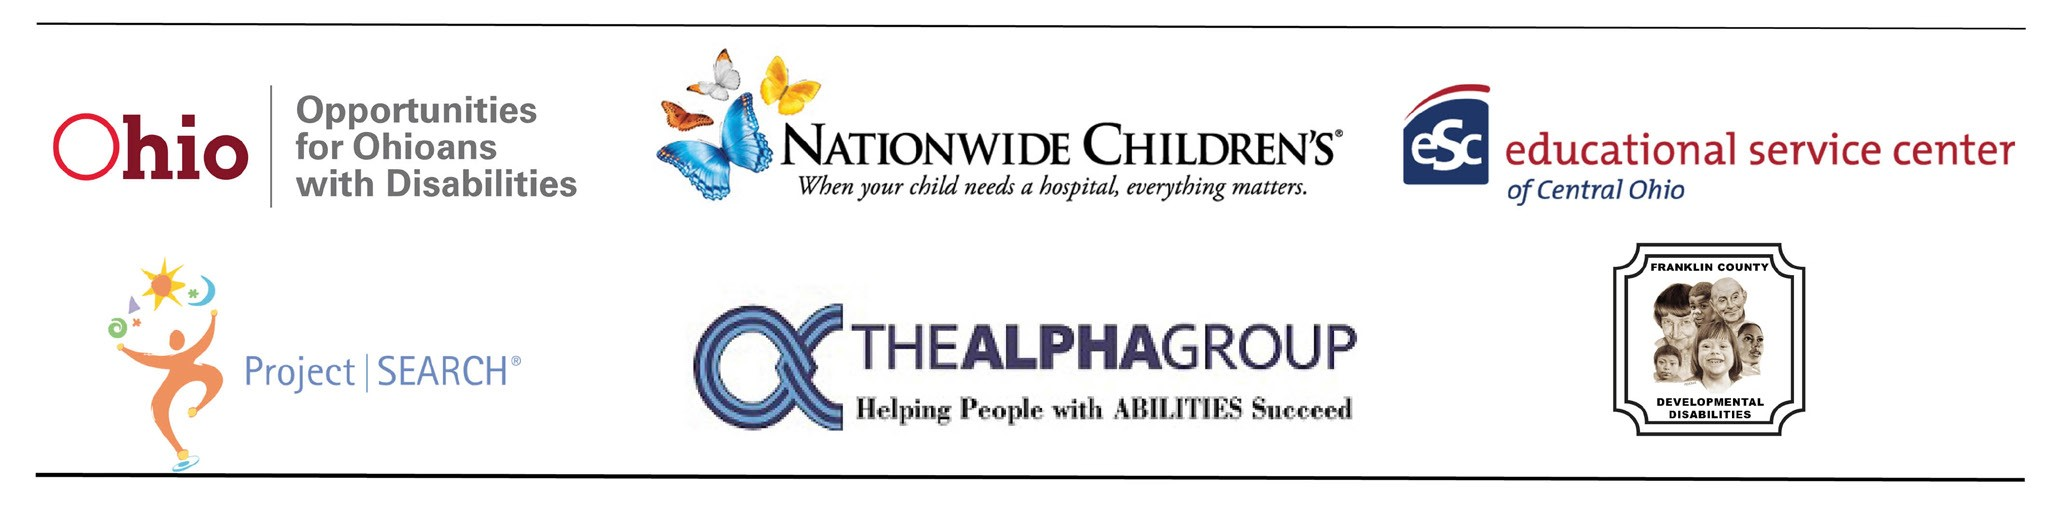 Ohio
Opportunities
for Ohioans
with Disabilities
NATIONWIDE CHILDREN'S®
When your child needs a hospital, everything matters.
esc
educational service center
of Central Ohio
Project | SEARCH®
THEALPHAGROUP
Helping People with ABILITIES Succeed
FRANKLIN COUNTY
DEVELOPMENTAL
DISABILITIES